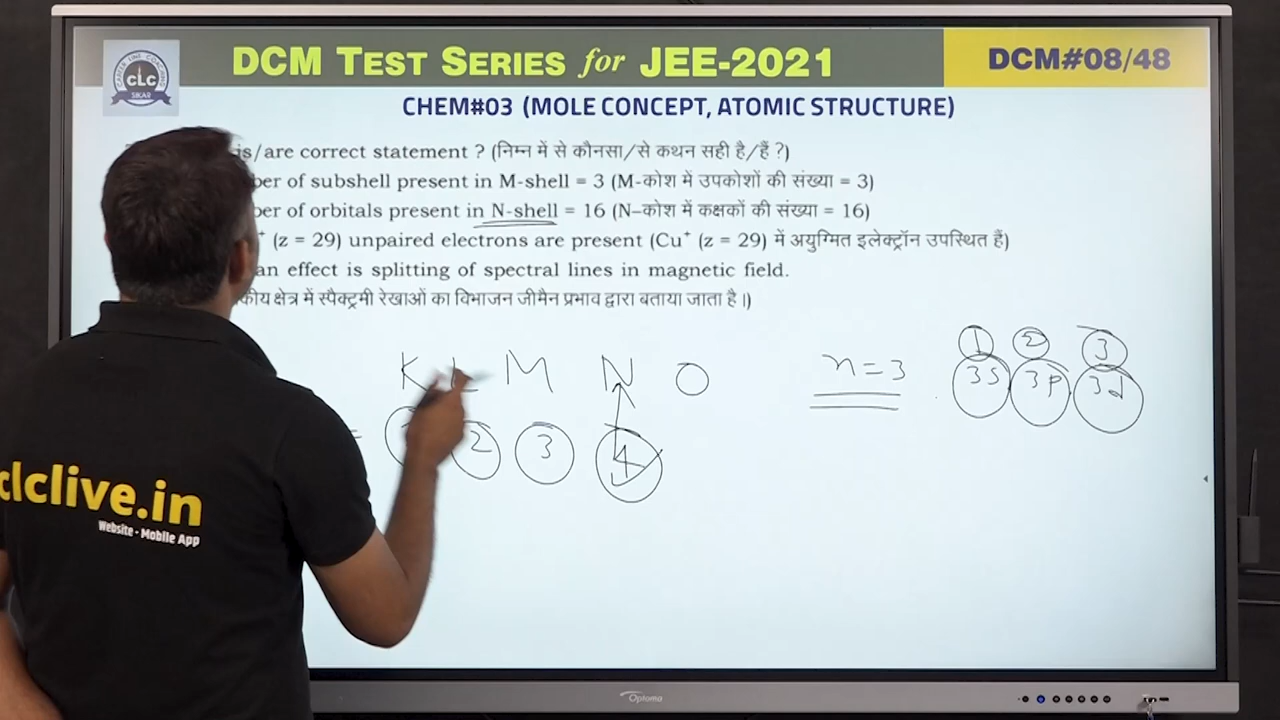 DCM TEST SERIES for JEE-2021
DCM#08/48
CAREER LINE COACHING
CLC
SIKAR
CHEM#03 (MOLE CONCEPT, ATOMIC STRUCTURE)
is/are correct statement ? (निम्न में से कौनसा/से कथन सही है/हैं ?)
ber of subshell present in M-shell = 3 (M-कोश में उपकोशों की संख्या = 3)
ber of orbitals present in N-shell = 16 (N–कोश में कक्षकों की संख्या = 16)
+ (z = 29) unpaired electrons are present (Cu+ (z = 29) में अयुग्मित इलेक्ट्रॉन उपस्थित हैं)
an effect is splitting of spectral lines in magnetic field.
कीय क्षेत्र में स्पैक्ट्रमी रेखाओं का विभाजन जीमैन प्रभाव द्वारा बताया जाता है।)
1 2 3
K L M N O n=3 3s 3p 3d
2 3 4
clclive.in
Website - Mobile App
Optoma